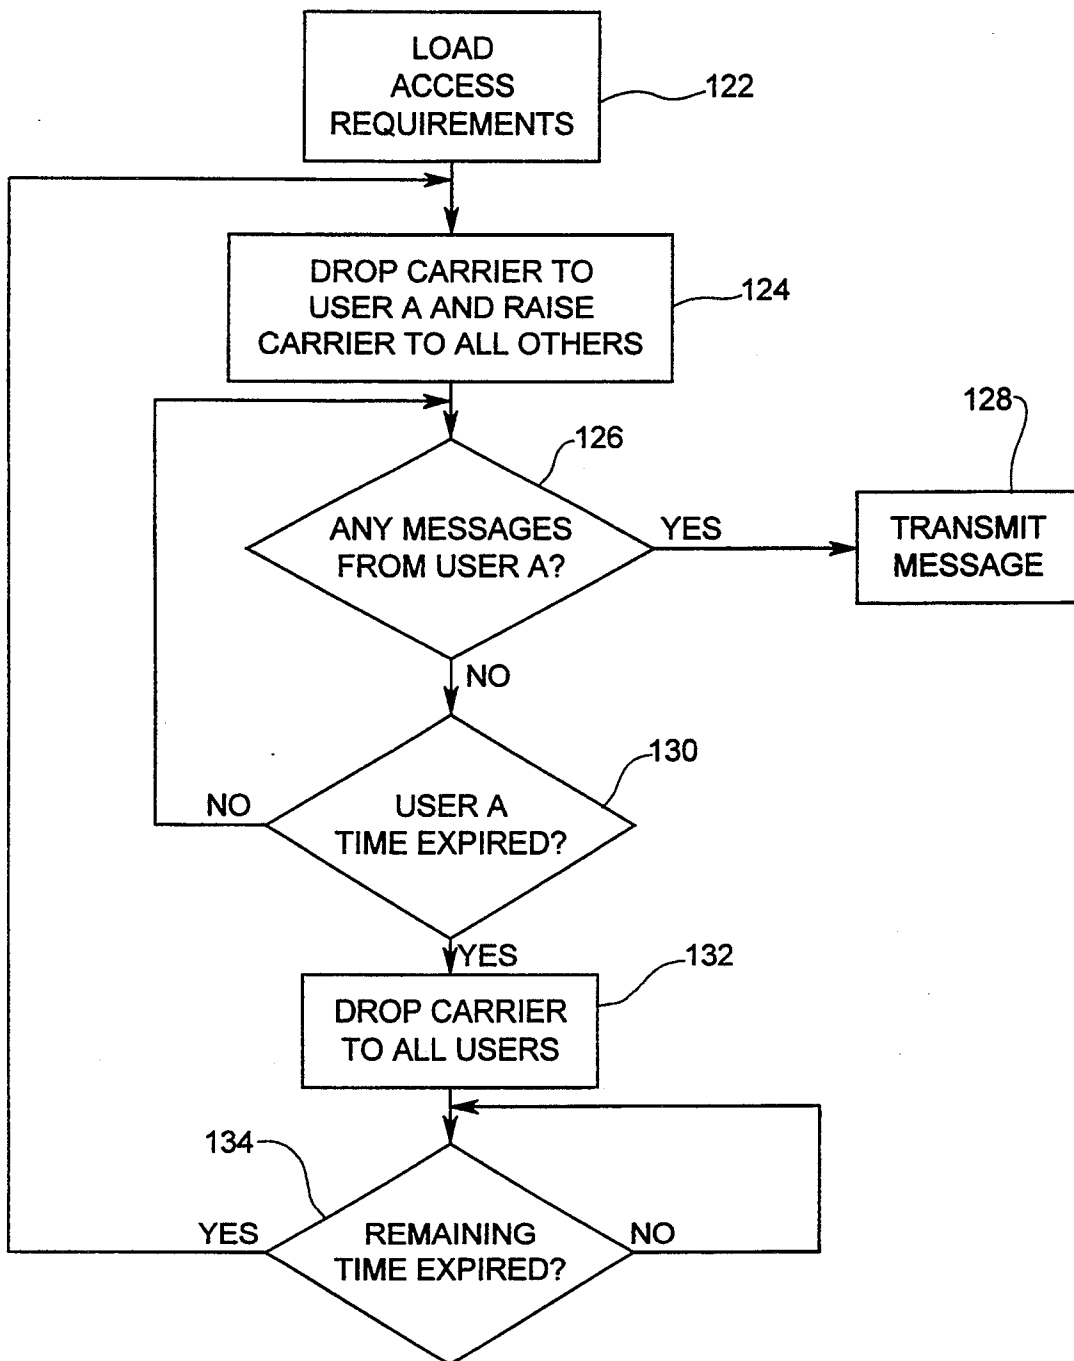 LOAD
ACCESS
REQUIREMENTS
122
DROP CARRIER TO
USER A AND RAISE
CARRIER TO ALL OTHERS
124
126
128
ANY MESSAGES
FROM USER A?
YES
TRANSMIT
MESSAGE
NO
130
NO
USER A
TIME EXPIRED?
YES
132
DROP CARRIER
TO ALL USERS
134
YES
REMAINING
TIME EXPIRED?
NO